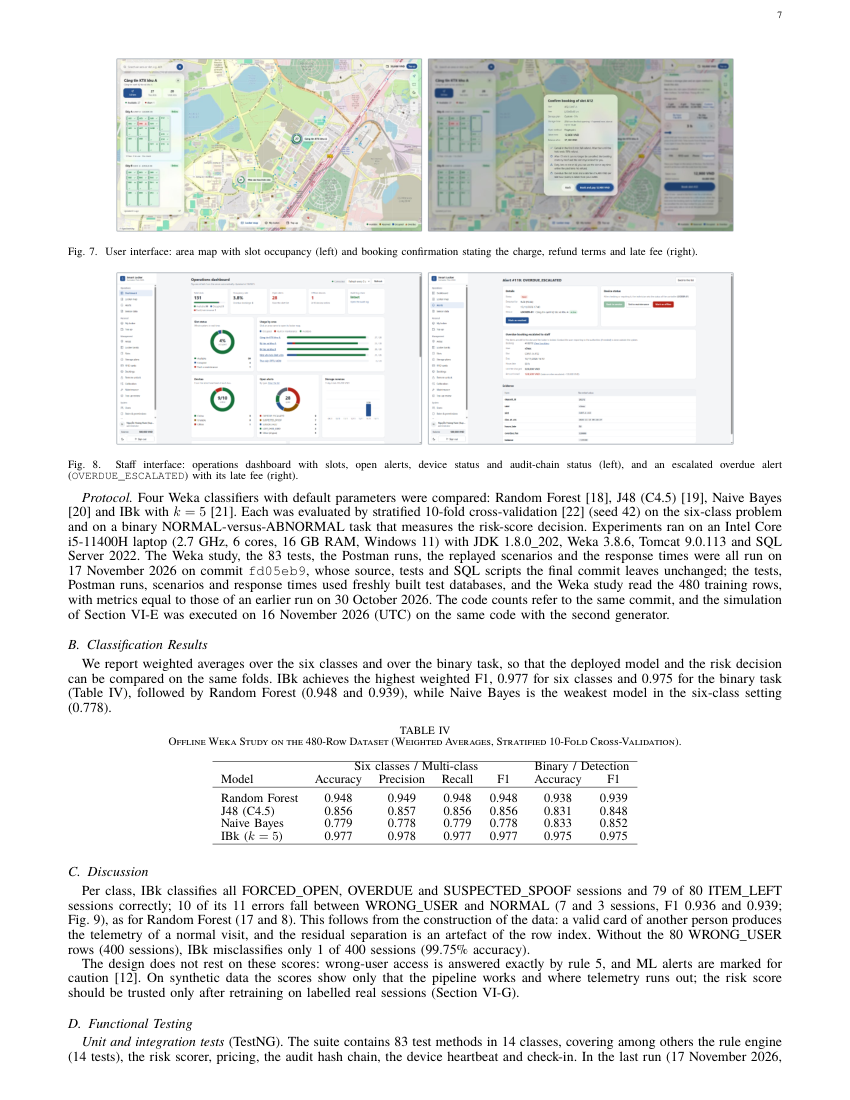 7
Cảng tin KTX khu A
Confirm booking of slot A12
Fig. 7. User interface: area map with slot occupancy (left) and booking confirmation stating the charge, refund terms and late fee (right).
Operations dashboard
Alert #118: OVERDUE_ESCALATED
151
3.8%
28
1
4%
9/10
28
Fig. 8. Staff interface: operations dashboard with slots, open alerts, device status and audit-chain status (left), and an escalated overdue alert
(OVERDUE_ESCALATED) with its late fee (right).
Protocol. Four Weka classifiers with default parameters were compared: Random Forest [18], J48 (C4.5) [19], Naive Bayes
[20] and IBk with k = 5 [21]. Each was evaluated by stratified 10-fold cross-validation [22] (seed 42) on the six-class problem
and on a binary NORMAL-versus-ABNORMAL task that measures the risk-score decision. Experiments ran on an Intel Core
i5-11400H laptop (2.7 GHz, 6 cores, 16 GB RAM, Windows 11) with JDK 1.8.0_202, Weka 3.8.6, Tomcat 9.0.113 and SQL
Server 2022. The Weka study, the 83 tests, the Postman runs, the replayed scenarios and the response times were all run on
17 November 2026 on commit fd05eb9, whose source, tests and SQL scripts the final commit leaves unchanged; the tests,
Postman runs, scenarios and response times used freshly built test databases, and the Weka study read the 480 training rows,
with metrics equal to those of an earlier run on 30 October 2026. The code counts refer to the same commit, and the simulation
of Section VI-E was executed on 16 November 2026 (UTC) on the same code with the second generator.
B. Classification Results
We report weighted averages over the six classes and over the binary task, so that the deployed model and the risk decision
can be compared on the same folds. IBk achieves the highest weighted F1, 0.977 for six classes and 0.975 for the binary task
(Table IV), followed by Random Forest (0.948 and 0.939), while Naive Bayes is the weakest model in the six-class setting
(0.778).
TABLE IV
OFFLINE WEKA STUDY ON THE 480-ROW DATASET (WEIGHTED AVERAGES, STRATIFIED 10-FOLD CROSS-VALIDATION).
Six classes / Multi-class Binary / Detection
Model Accuracy Precision Recall F1 Accuracy F1
Random Forest 0.948 0.949 0.948 0.948 0.938 0.939
J48 (C4.5) 0.856 0.857 0.856 0.856 0.831 0.848
Naive Bayes 0.779 0.778 0.779 0.778 0.833 0.852
IBk (k = 5) 0.977 0.978 0.977 0.977 0.975 0.975
C. Discussion
Per class, IBk classifies all FORCED_OPEN, OVERDUE and SUSPECTED_SPOOF sessions and 79 of 80 ITEM_LEFT
sessions correctly; 10 of its 11 errors fall between WRONG_USER and NORMAL (7 and 3 sessions, F1 0.936 and 0.939;
Fig. 9), as for Random Forest (17 and 8). This follows from the construction of the data: a valid card of another person produces
the telemetry of a normal visit, and the residual separation is an artefact of the row index. Without the 80 WRONG_USER
rows (400 sessions), IBk misclassifies only 1 of 400 sessions (99.75% accuracy).
The design does not rest on these scores: wrong-user access is answered exactly by rule 5, and ML alerts are marked for
caution [12]. On synthetic data the scores show only that the pipeline works and where telemetry runs out; the risk score
should be trusted only after retraining on labelled real sessions (Section VI-G).
D. Functional Testing
Unit and integration tests (TestNG). The suite contains 83 test methods in 14 classes, covering among others the rule engine
(14 tests), the risk scorer, pricing, the audit hash chain, the device heartbeat and check-in. In the last run (17 November 2026,